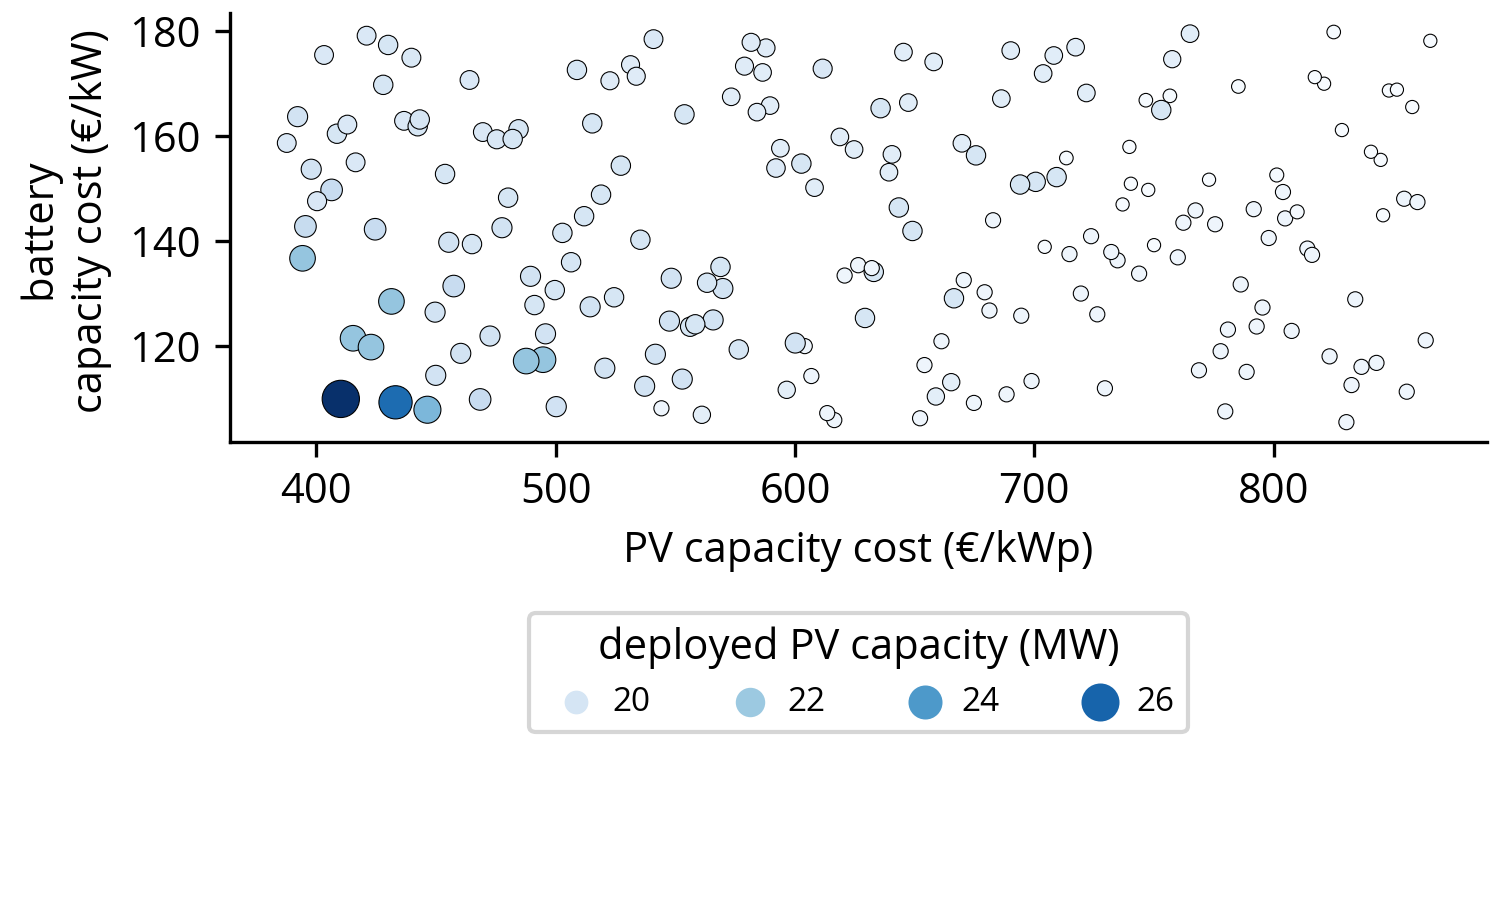 180
160
140
120
battery
capacity cost (€/kW)
400 500 600 700 800
PV capacity cost (€/kWp)
deployed PV capacity (MW)
20 22 24 26